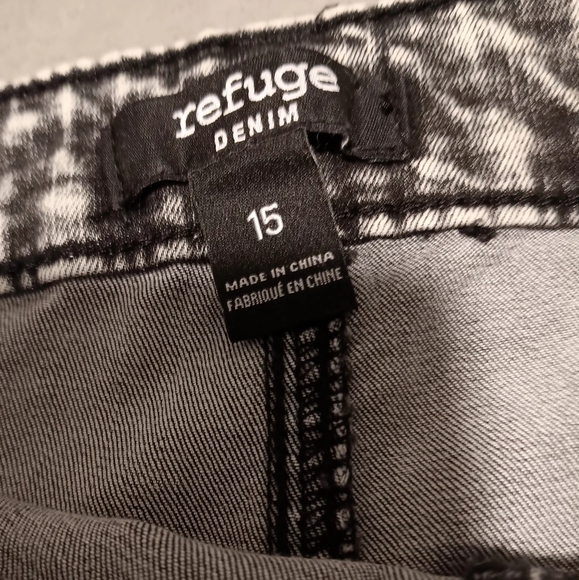 refuge
DENIM
15
MADE IN CHINA
FABRIQUÉ EN CHINE